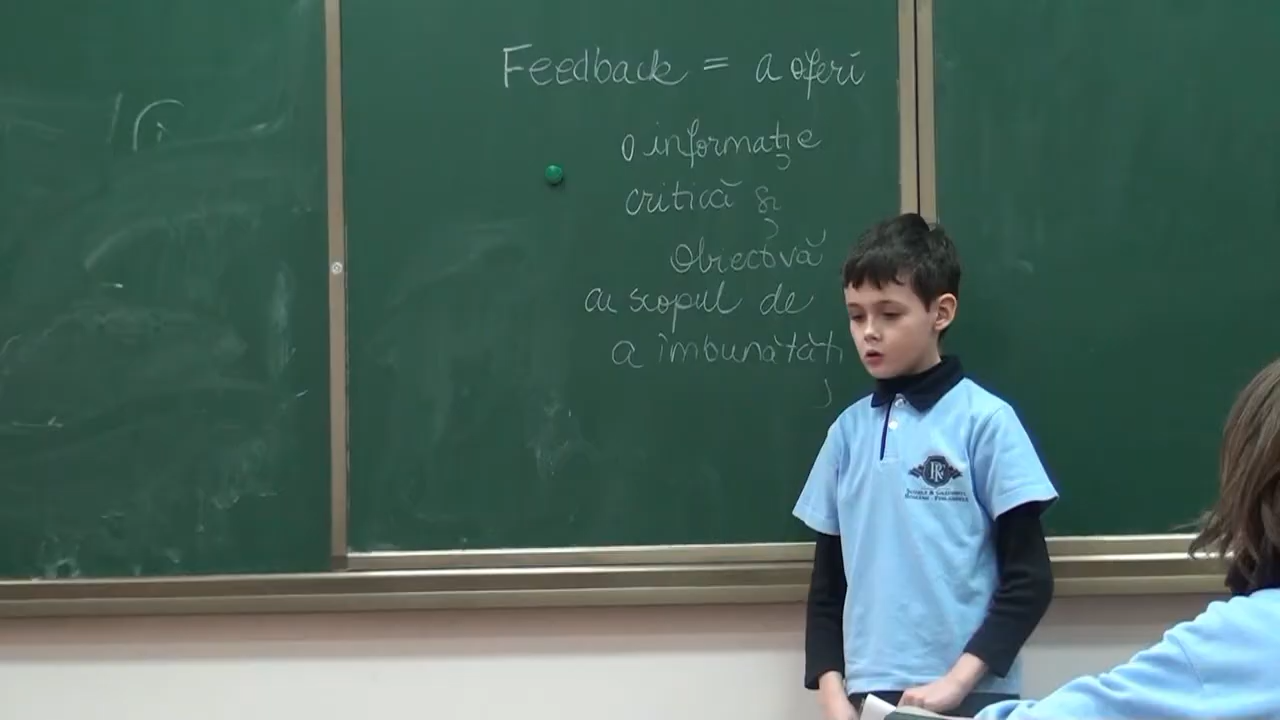 Feedback = a oferi
o informație
critică și
obiectivă
cu scopul de
a îmbunătăți